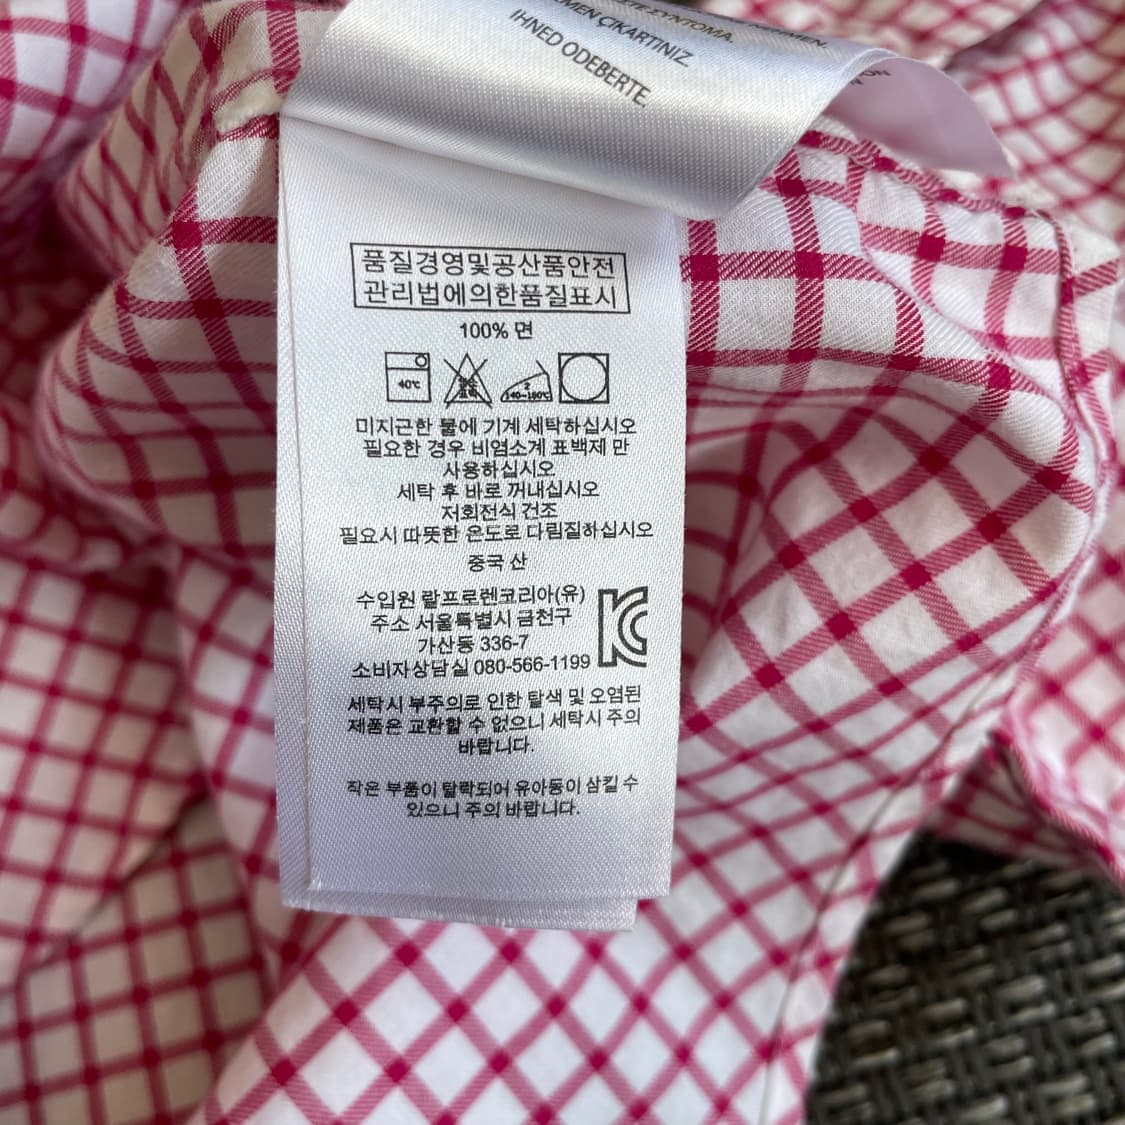 ZTE ZYNTOMA.
MEN ÇIKARTINIZ.
IHNED ODEBERTE.
품질경영및공산품안전
관리법에의한품질표시
100% 면
40℃
2
140~160℃
미지근한 물에 기계 세탁하십시오
필요한 경우 비염소계 표백제 만
사용하십시오
세탁 후 바로 꺼내십시오
저회전식 건조
필요시 따뜻한 온도로 다림질하십시오
중국 산
수입원 랄프로렌코리아(유)
주소 서울특별시 금천구
가산동 336-7
소비자상담실 080-566-1199
세탁시 부주의로 인한 탈색 및 오염된
제품은 교환할 수 없으니 세탁시 주의
바랍니다.
작은 부품이 탈락되어 유아동이 삼킬 수
있으니 주의 바랍니다.